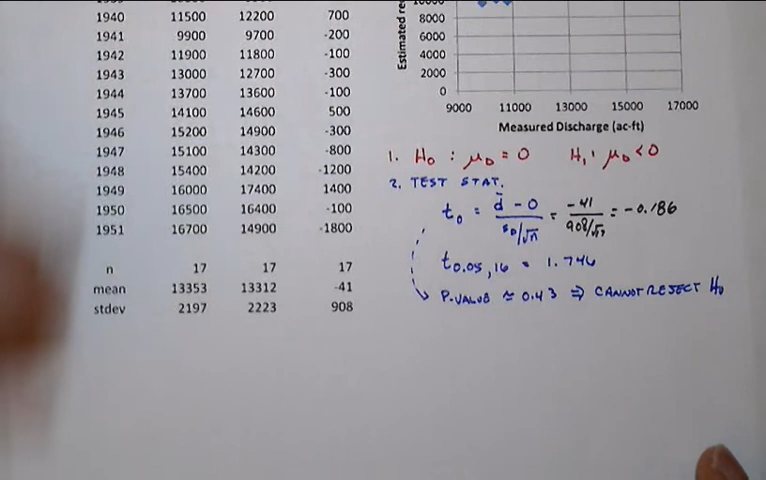 1940 11500 12200 700
1941 9900 9700 -200
1942 11900 11800 -100
1943 13000 12700 -300
1944 13700 13600 -100
1945 14100 14600 500
1946 15200 14900 -300
1947 15100 14300 -800
1948 15400 14200 -1200
1949 16000 17400 1400
1950 16500 16400 -100
1951 16700 14900 -1800
n 17 17 17
mean 13353 13312 -41
stdev 2197 2223 908
Estimated
8000
6000
4000
2000
0
9000 11000 13000 15000 17000
Measured Discharge (ac-ft)
1. H₀ : μ_D = 0 H₁: μ_D < 0
2. TEST STAT.
t₀ = (d̄ - 0)/(s_D/√n) = -41/(908/√17) = -0.186
t₀.₀₅,₁₆ = 1.746
P-VALUE ≈ 0.43 ⇒ CANNOT REJECT H₀